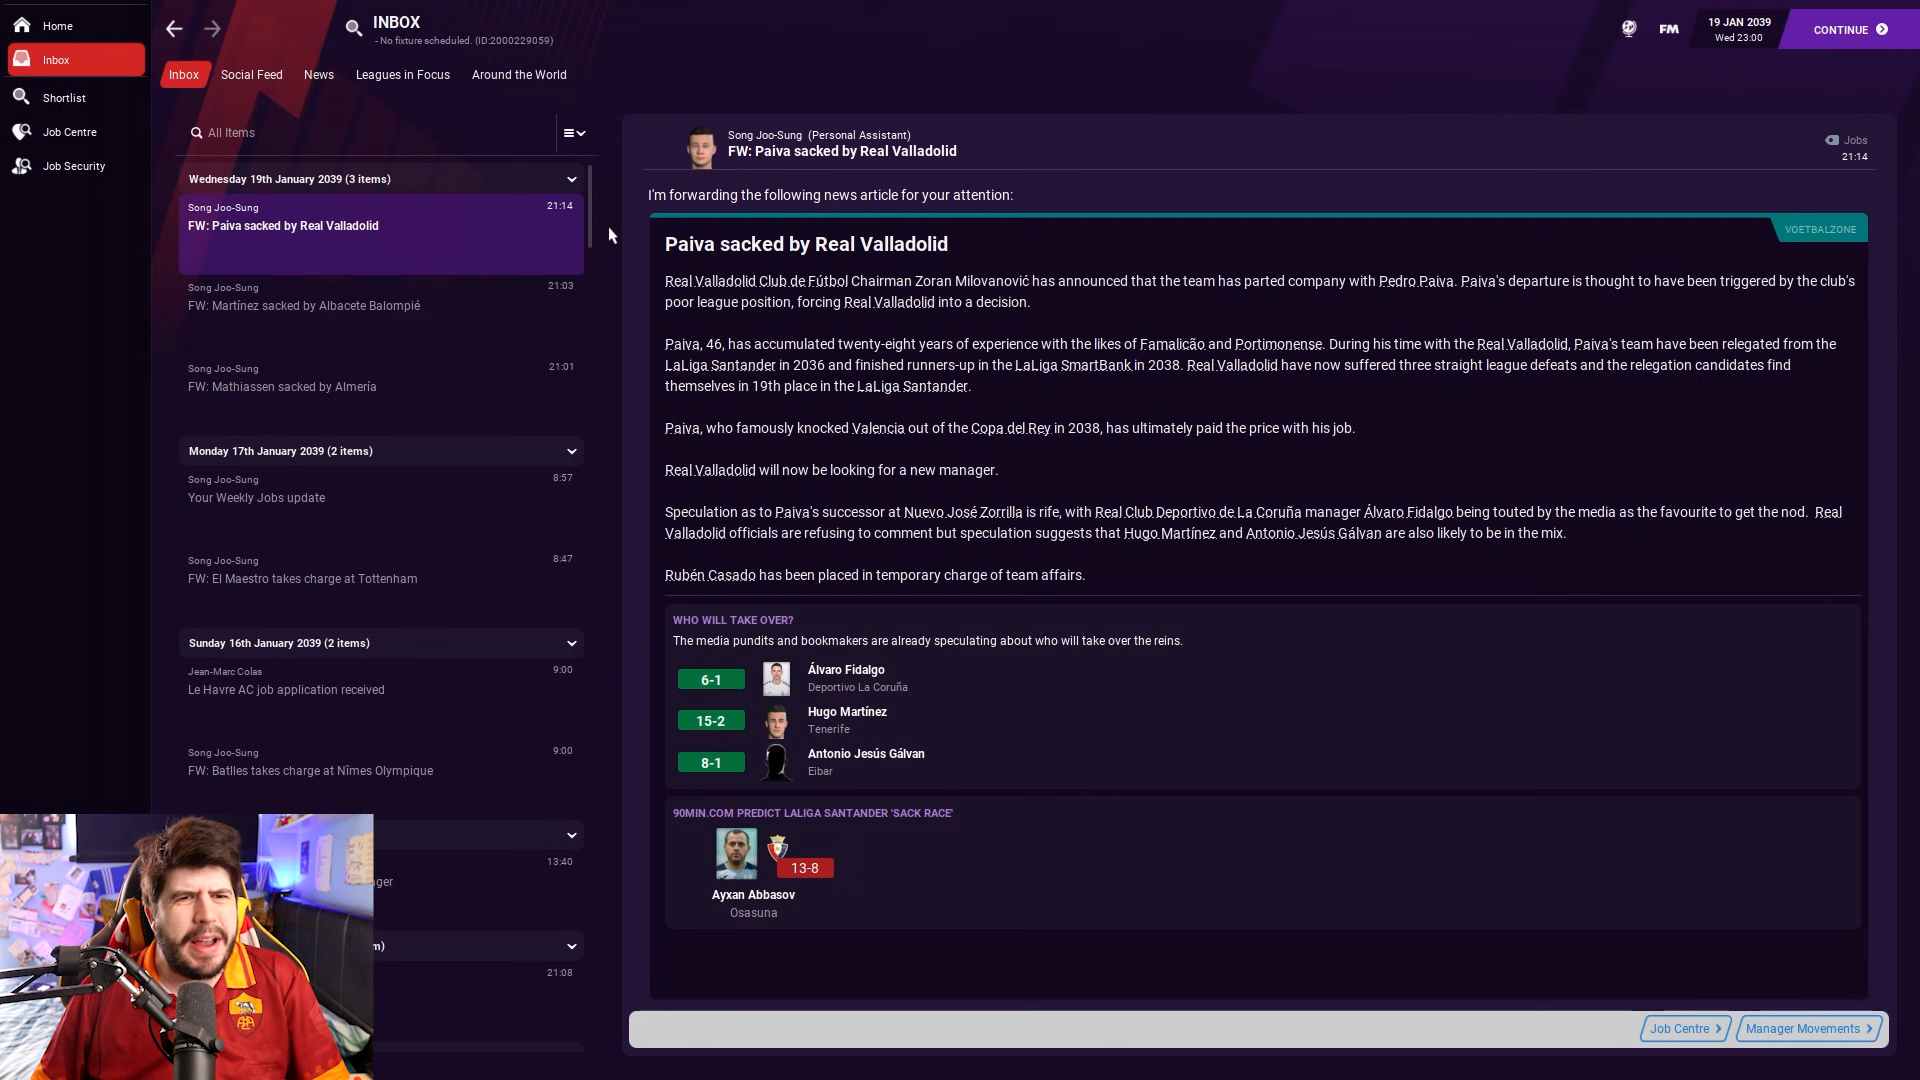 Home
Inbox
Shortlist
Job Centre
Job Security
INBOX
- No fixture scheduled. (ID:2000229059)
FM
19 JAN 2039
Wed 23:00
CONTINUE
Inbox
Social Feed
News
Leagues in Focus
Around the World
All Items
Wednesday 19th January 2039 (3 items)
Song Joo-Sung
21:14
FW: Paiva sacked by Real Valladolid
Song Joo-Sung
21:03
FW: Martínez sacked by Albacete Balompié
Song Joo-Sung
21:01
FW: Mathiassen sacked by Almería
Monday 17th January 2039 (2 items)
Song Joo-Sung
8:57
Your Weekly Jobs update
Song Joo-Sung
8:47
FW: El Maestro takes charge at Tottenham
Sunday 16th January 2039 (2 items)
Jean-Marc Colas
9:00
Le Havre AC job application received
Song Joo-Sung
9:00
FW: Batlles takes charge at Nîmes Olympique
13:40
ager
m)
21:08
Song Joo-Sung (Personal Assistant)
FW: Paiva sacked by Real Valladolid
Jobs
21:14
I'm forwarding the following news article for your attention:
VOETBALZONE
Paiva sacked by Real Valladolid
Real Valladolid Club de Fútbol Chairman Zoran Milovanović has announced that the team has parted company with Pedro Paiva. Paiva's departure is thought to have been triggered by the club's
poor league position, forcing Real Valladolid into a decision.
Paiva, 46, has accumulated twenty-eight years of experience with the likes of Famalicão and Portimonense. During his time with the Real Valladolid, Paiva's team have been relegated from the
LaLiga Santander in 2036 and finished runners-up in the LaLiga SmartBank in 2038. Real Valladolid have now suffered three straight league defeats and the relegation candidates find
themselves in 19th place in the LaLiga Santander.
Paiva, who famously knocked Valencia out of the Copa del Rey in 2038, has ultimately paid the price with his job.
Real Valladolid will now be looking for a new manager.
Speculation as to Paiva's successor at Nuevo José Zorrilla is rife, with Real Club Deportivo de La Coruña manager Álvaro Fidalgo being touted by the media as the favourite to get the nod. Real
Valladolid officials are refusing to comment but speculation suggests that Hugo Martínez and Antonio Jesús Gálvan are also likely to be in the mix.
Rubén Casado has been placed in temporary charge of team affairs.
WHO WILL TAKE OVER?
The media pundits and bookmakers are already speculating about who will take over the reins.
6-1
Álvaro Fidalgo
Deportivo La Coruña
15-2
Hugo Martínez
Tenerife
8-1
Antonio Jesús Gálvan
Eibar
90MIN.COM PREDICT LALIGA SANTANDER 'SACK RACE'
13-8
Ayxan Abbasov
Osasuna
Job Centre
Manager Movements